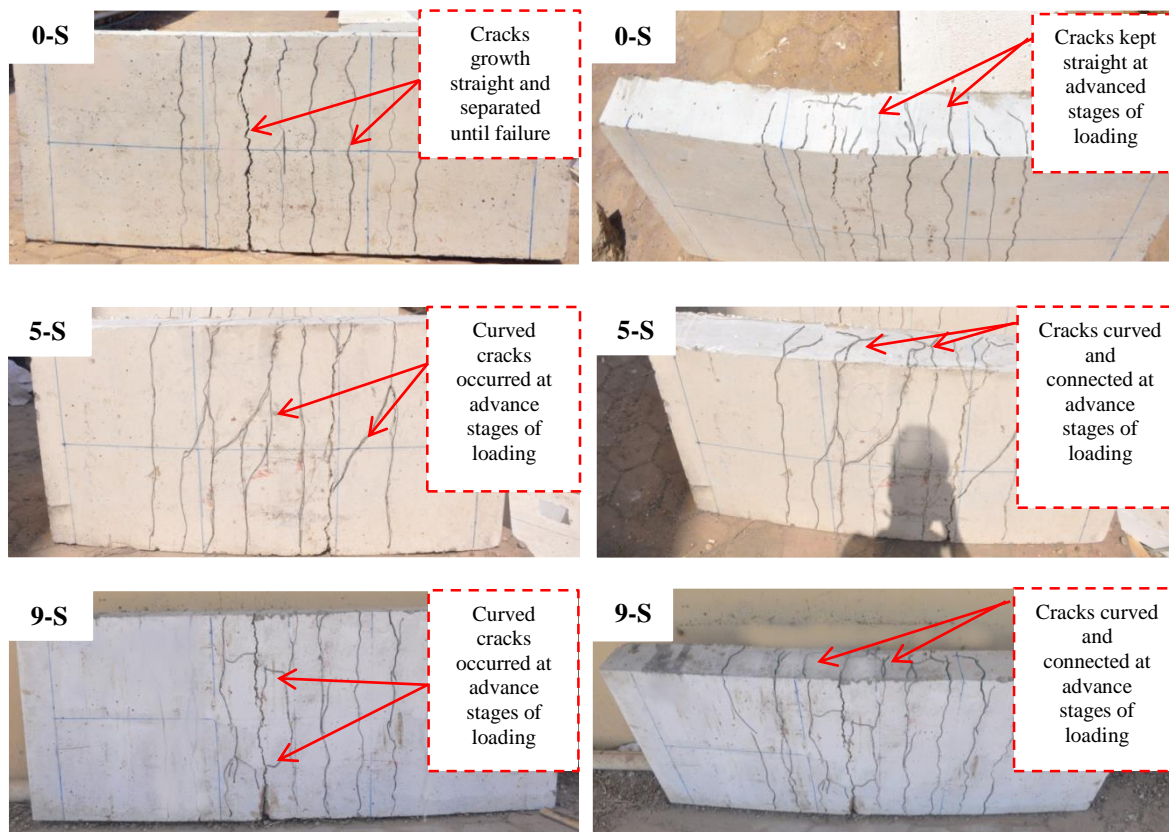 0-S
Cracks
growth
straight and
separated
until failure
0-S
Cracks kept
straight at
advanced
stages of
loading
5-S
Curved
cracks
occurred at
advance
stages of
loading
5-S
Cracks curved
and
connected at
advance
stages of
loading
9-S
Curved
cracks
occurred at
advance
stages of
loading
9-S
Cracks curved
and
connected at
advance
stages of
loading